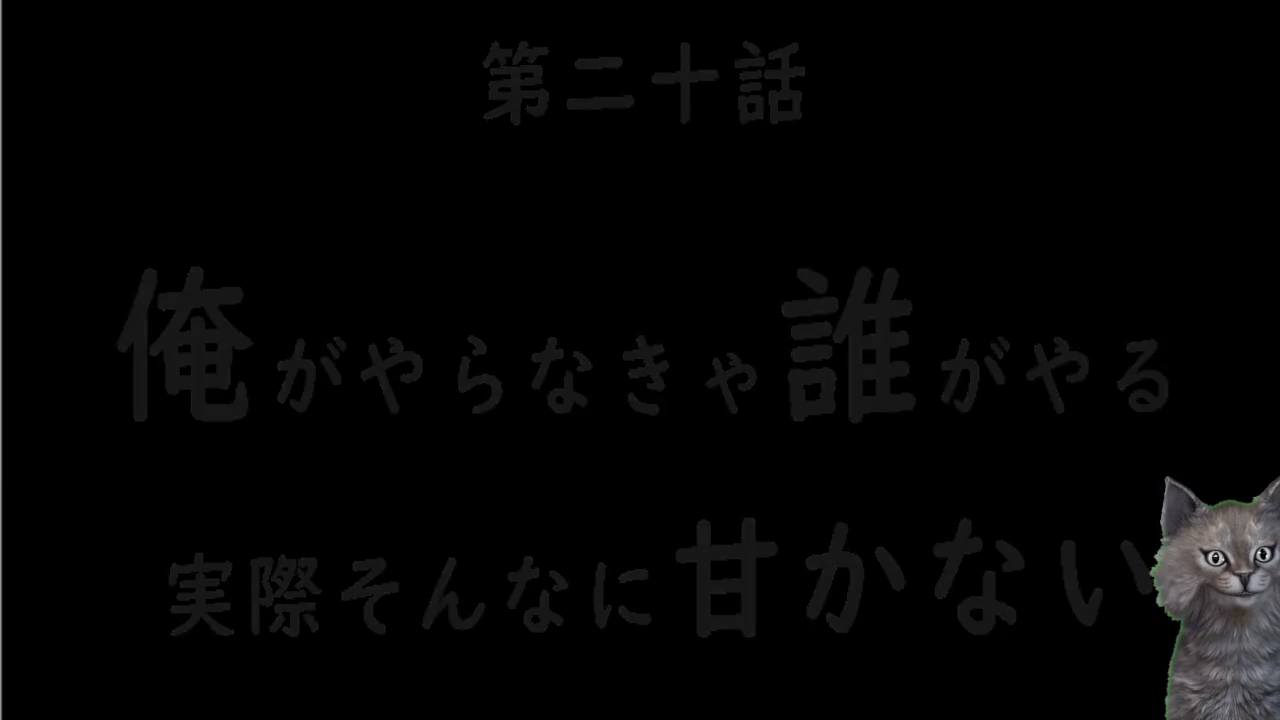 第二十話
俺がやらなきゃ誰がやる
実際そんなに甘かない